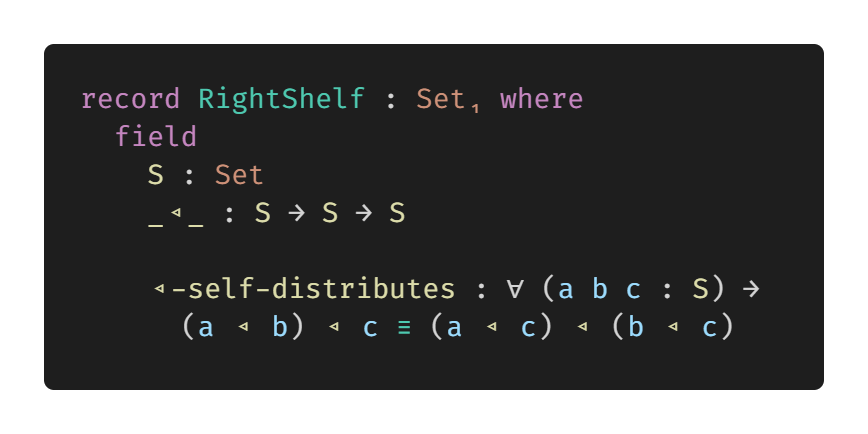 record RightShelf : Set₁ where
field
S : Set
_◃_ : S → S → S
◃-self-distributes : ∀ (a b c : S) →
(a ◃ b) ◃ c ≡ (a ◃ c) ◃ (b ◃ c)